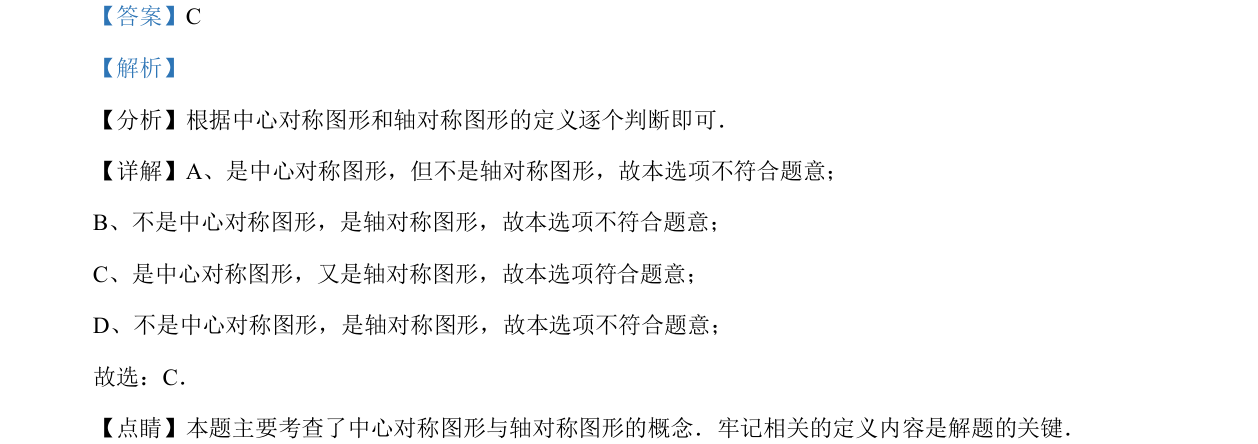 【答案】C
【解析】
【分析】根据中心对称图形和轴对称图形的定义逐个判断即可．
【详解】A、是中心对称图形，但不是轴对称图形，故本选项不符合题意；
B、不是中心对称图形，是轴对称图形，故本选项不符合题意；
C、是中心对称图形，又是轴对称图形，故本选项符合题意；
D、不是中心对称图形，是轴对称图形，故本选项不符合题意；
故选：C．
【点睛】本题主要考查了中心对称图形与轴对称图形的概念．牢记相关的定义内容是解题的关键．